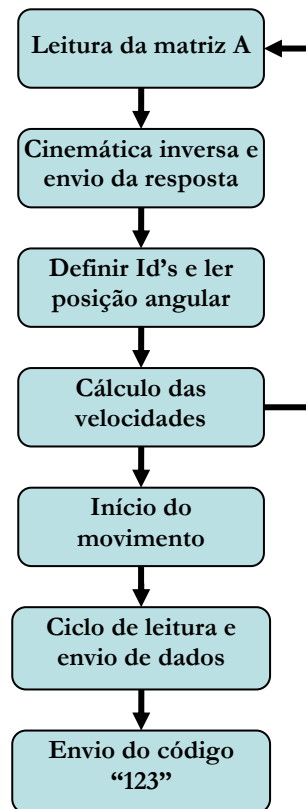 Leitura da matriz A
Cinemática inversa e
envio da resposta
Definir Id’s e ler
posição angular
Cálculo das
velocidades
Início do
movimento
Ciclo de leitura e
envio de dados
Envio do código
“123”